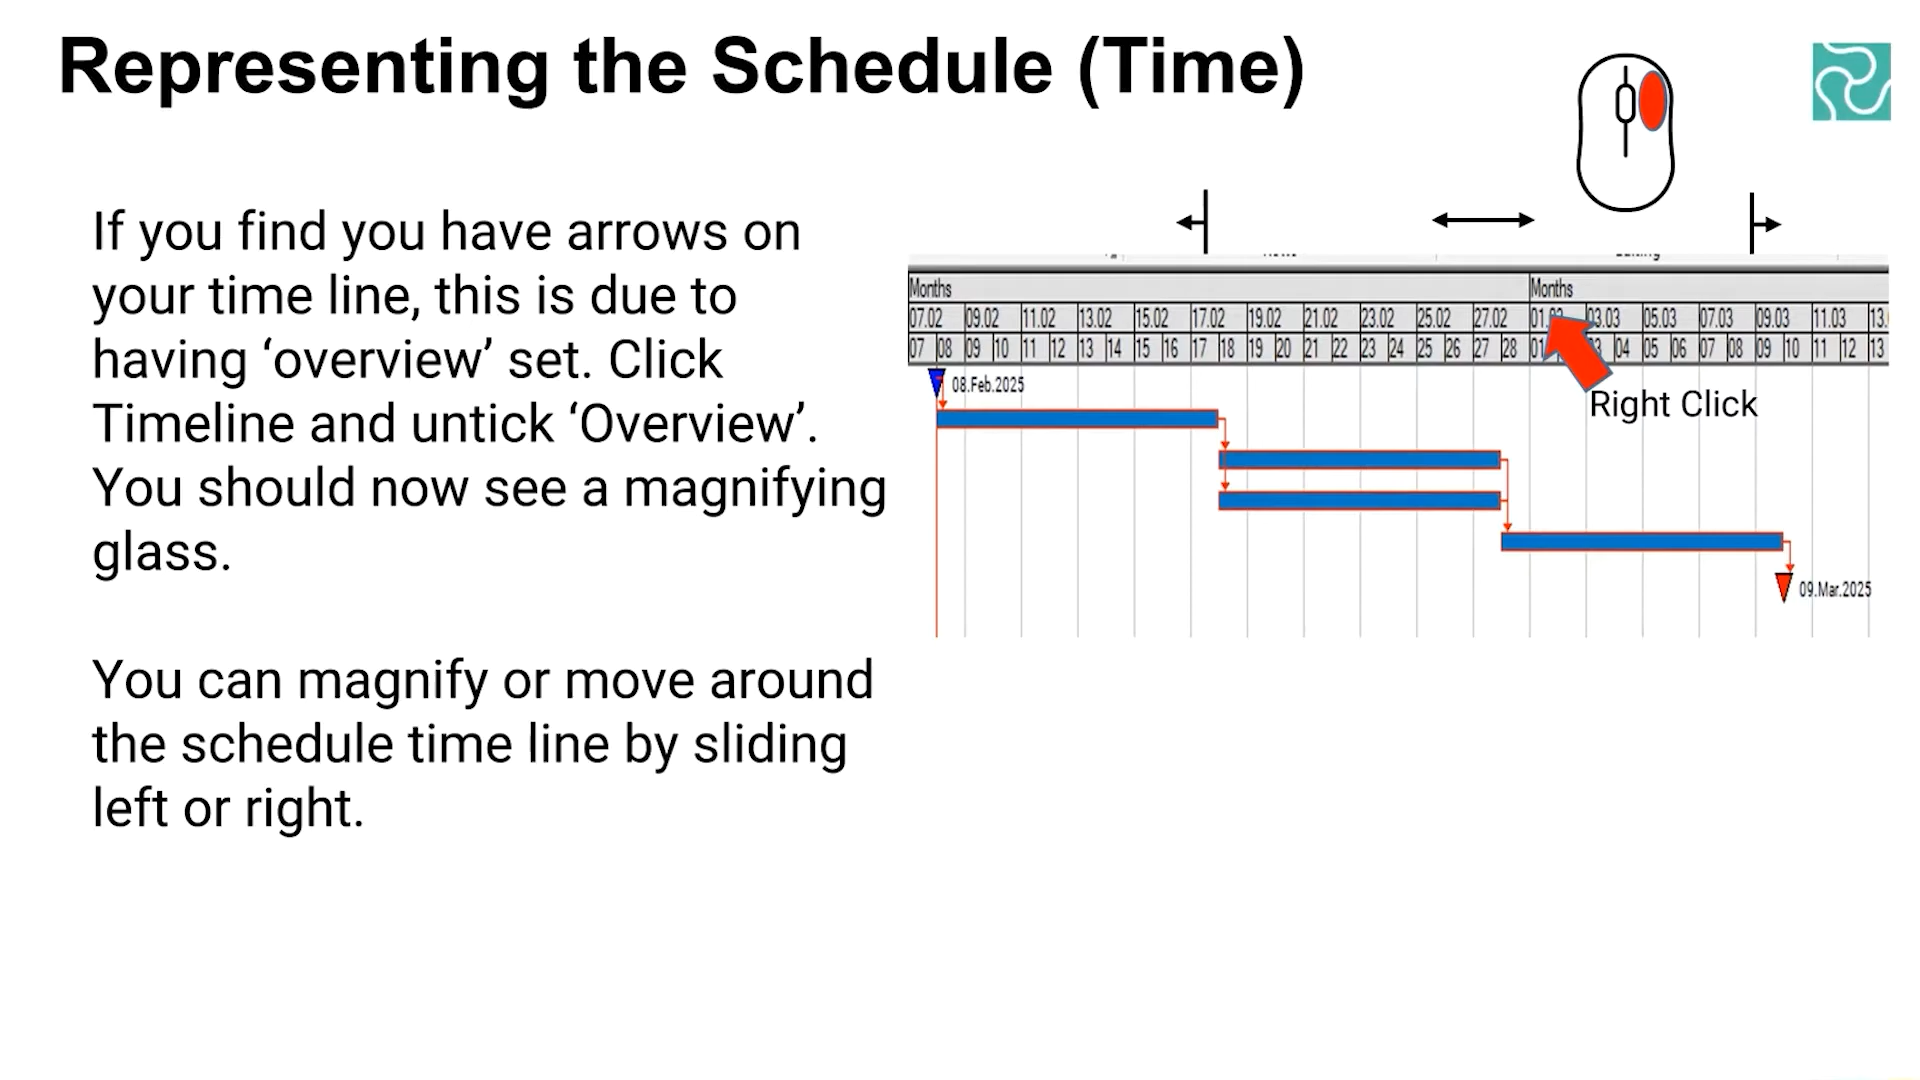 Representing the Schedule (Time)
If you find you have arrows on
your time line, this is due to
having ‘overview’ set. Click
Timeline and untick ‘Overview’.
You should now see a magnifying
glass.
You can magnify or move around
the schedule time line by sliding
left or right.
Months Months
07.02 09.02 11.02 13.02 15.02 17.02 19.02 21.02 23.02 25.02 27.02 03.03 05.03 07.03 09.03 11.03 13.
07 08 09 10 11 12 13 14 15 16 17 18 19 20 21 22 23 24 25 26 27 28 04 05 06 07 08 09 10 11 12 13
08.Feb.2025
Right Click
09.Mar.2025